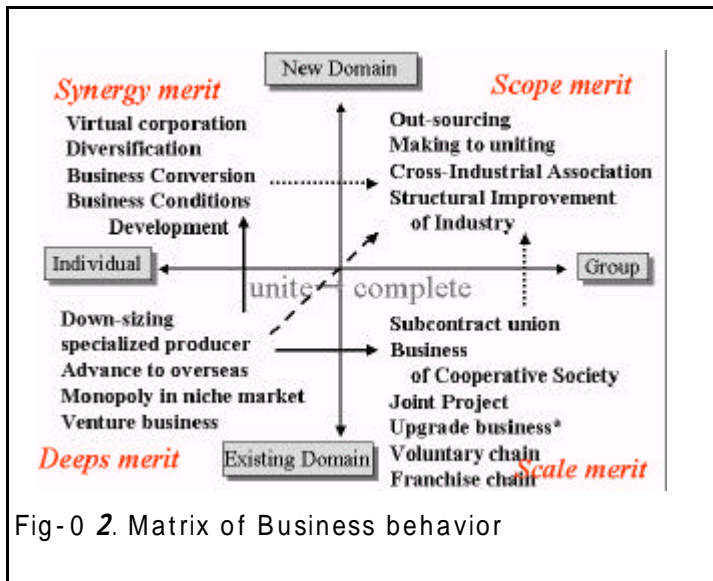 New Domain
Synergy merit
Virtual corporation
Diversification
Business Conversion
Business Conditions
Development
Scope merit
Out-sourcing
Making to uniting
Cross-Industrial Association
Structural Improvement
of Industry
Individual
Group
unite
complete
Down-sizing
specialized producer
Advance to overseas
Monopoly in niche market
Venture business
Deeps merit
Subcontract union
Business
of Cooperative Society
Joint Project
Upgrade business*
Voluntary chain
Franchise chain
Scale merit
Existing Domain
Fig-0 2. Matrix of Business behavior